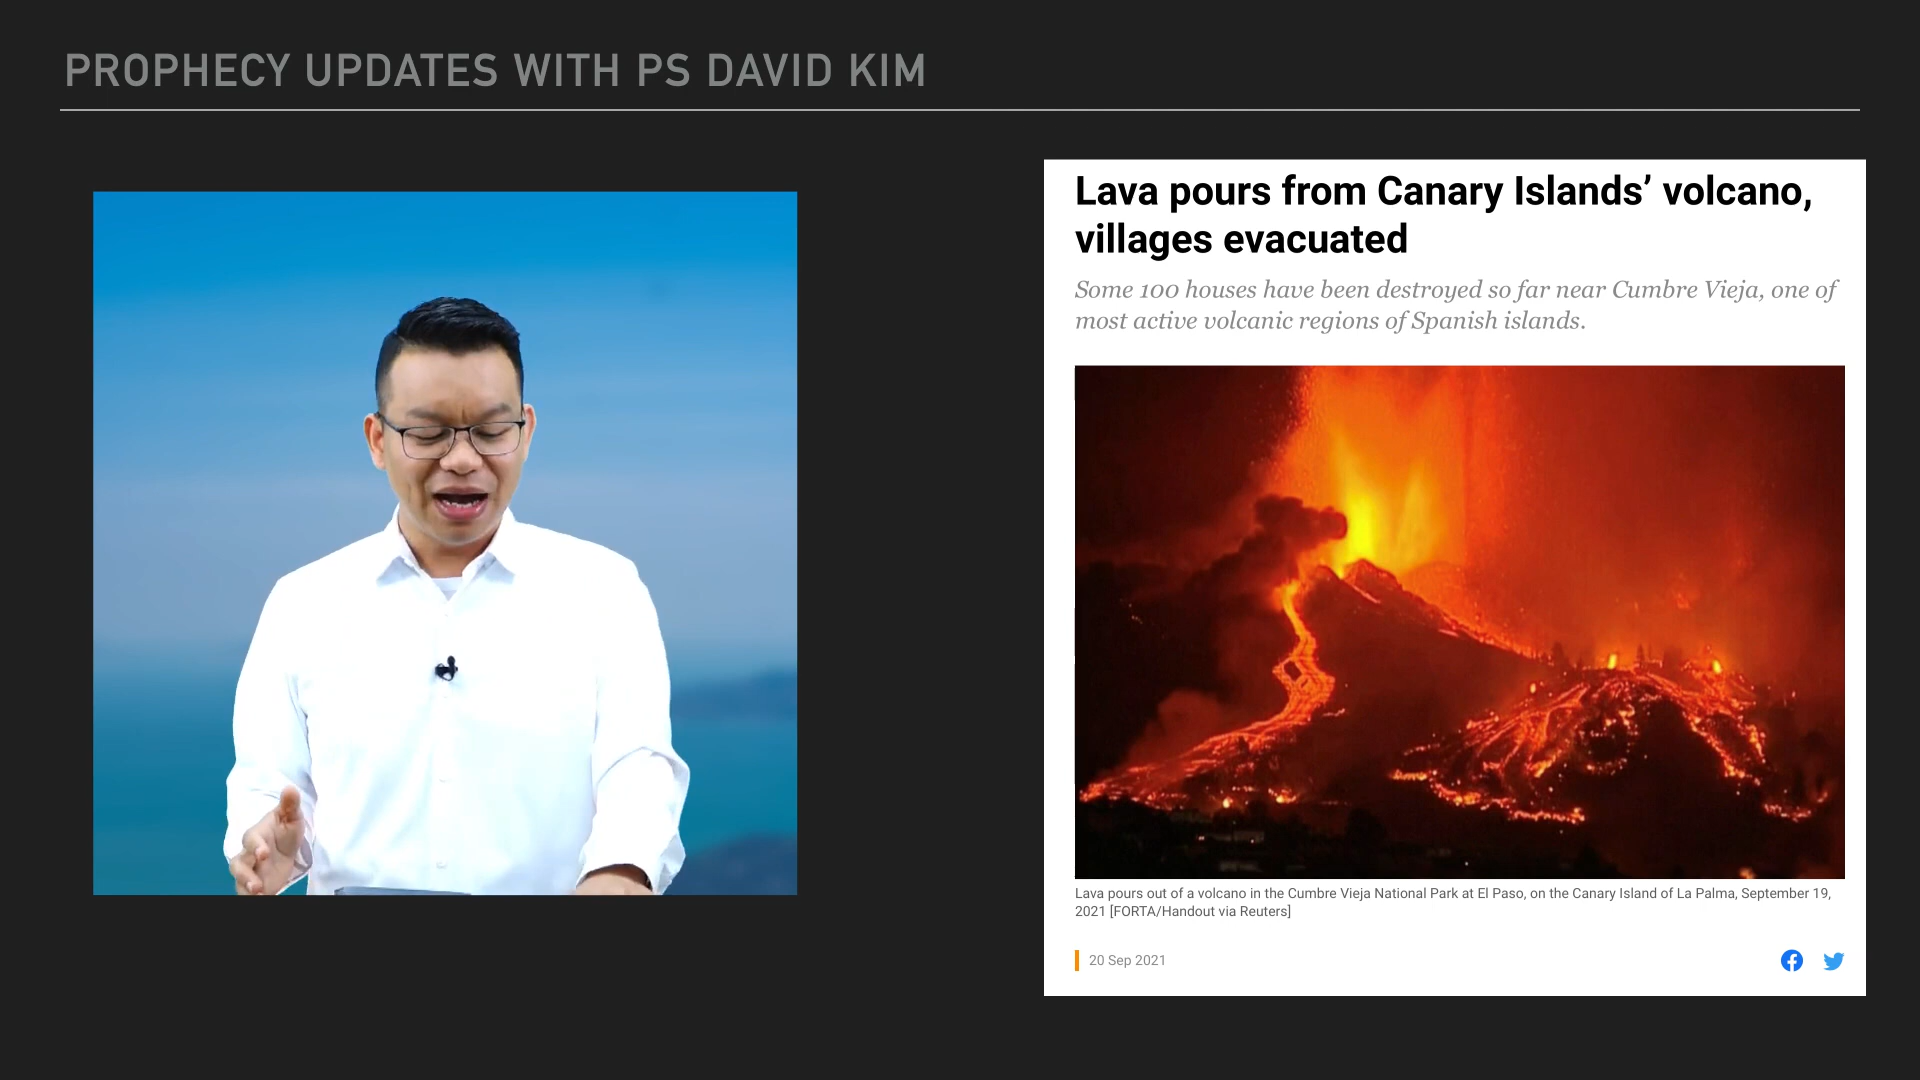 PROPHECY UPDATES WITH PS DAVID KIM
Lava pours from Canary Islands’ volcano,
villages evacuated
Some 100 houses have been destroyed so far near Cumbre Vieja, one of
most active volcanic regions of Spanish islands.
Lava pours out of a volcano in the Cumbre Vieja National Park at El Paso, on the Canary Island of La Palma, September 19,
2021 [FORTA/Handout via Reuters]
20 Sep 2021